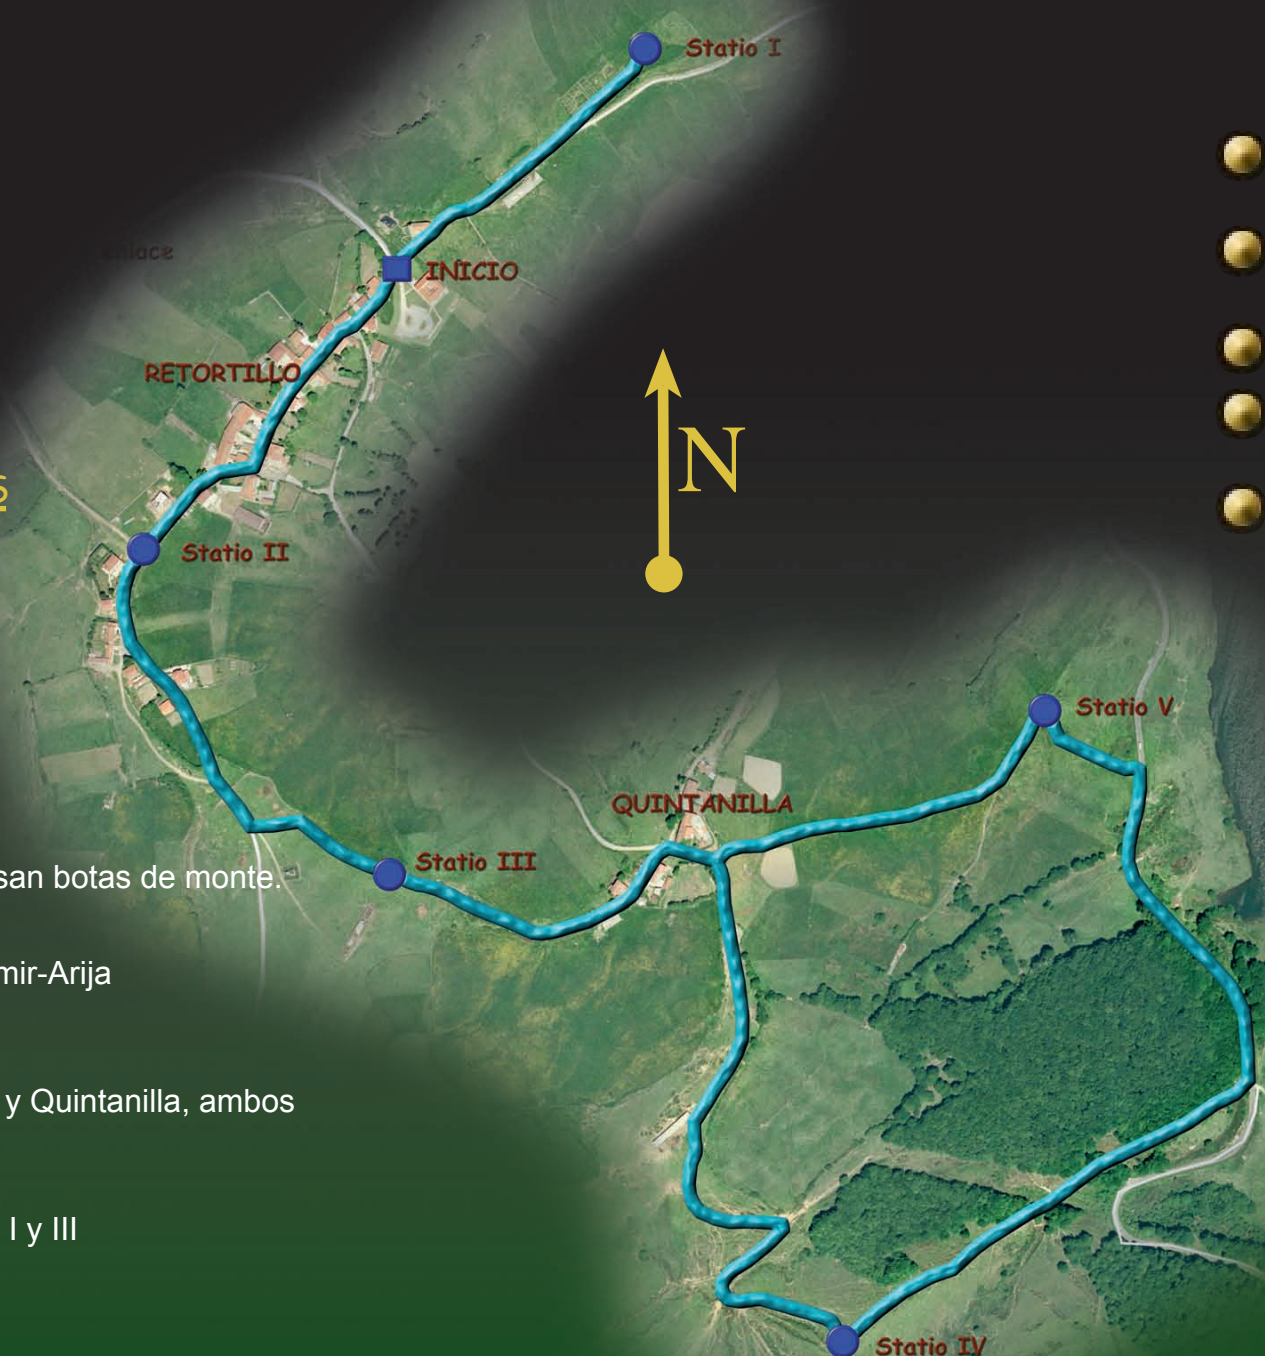 Statio I
INICIO
RETORTILLO
N
S
Statio II
Statio V
QUINTANILLA
Statio III
san botas de monte.
mir-Arija
y Quintanilla, ambos
I y III
Statio IV